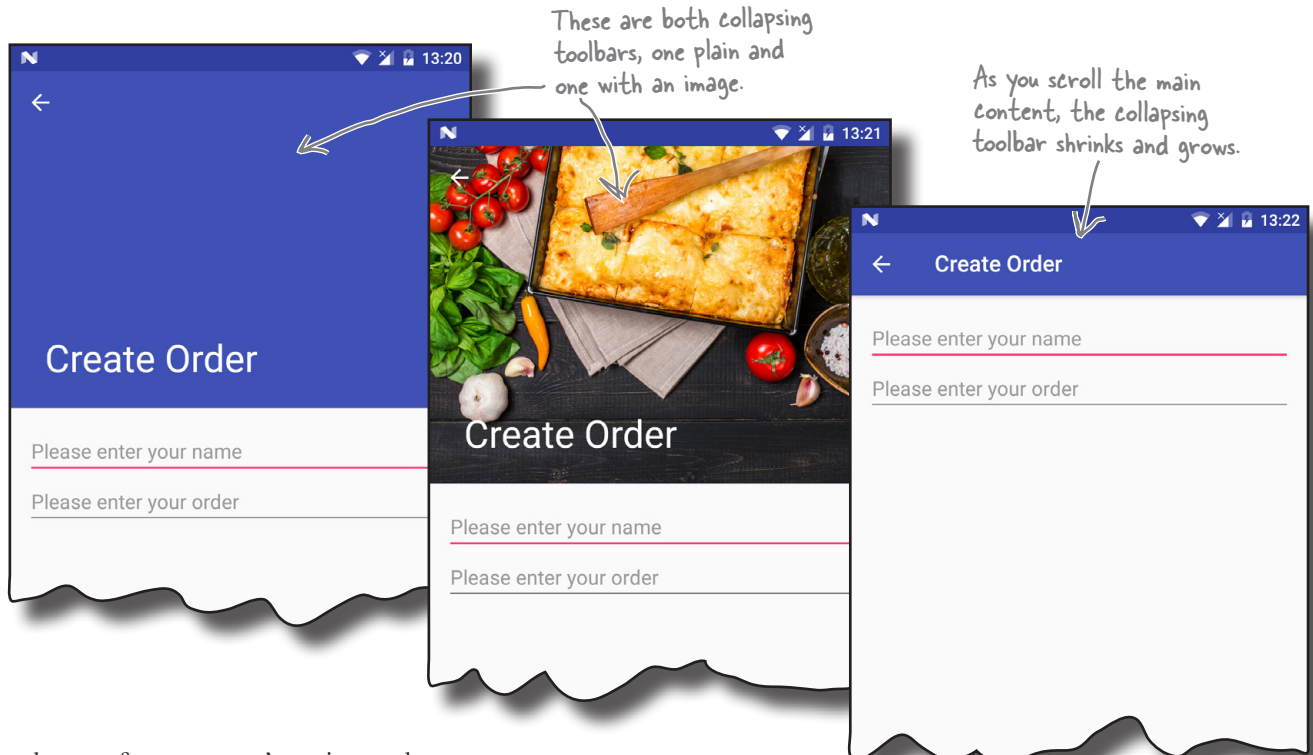 These are both collapsing
toolbars, one plain and
one with an image.
As you scroll the main
content, the collapsing
toolbar shrinks and grows.
N
13:20
Create Order
Please enter your name
Please enter your order
N
13:21
Create Order
Please enter your name
Please enter your order
N
13:22
Create Order
Please enter your name
Please enter your order